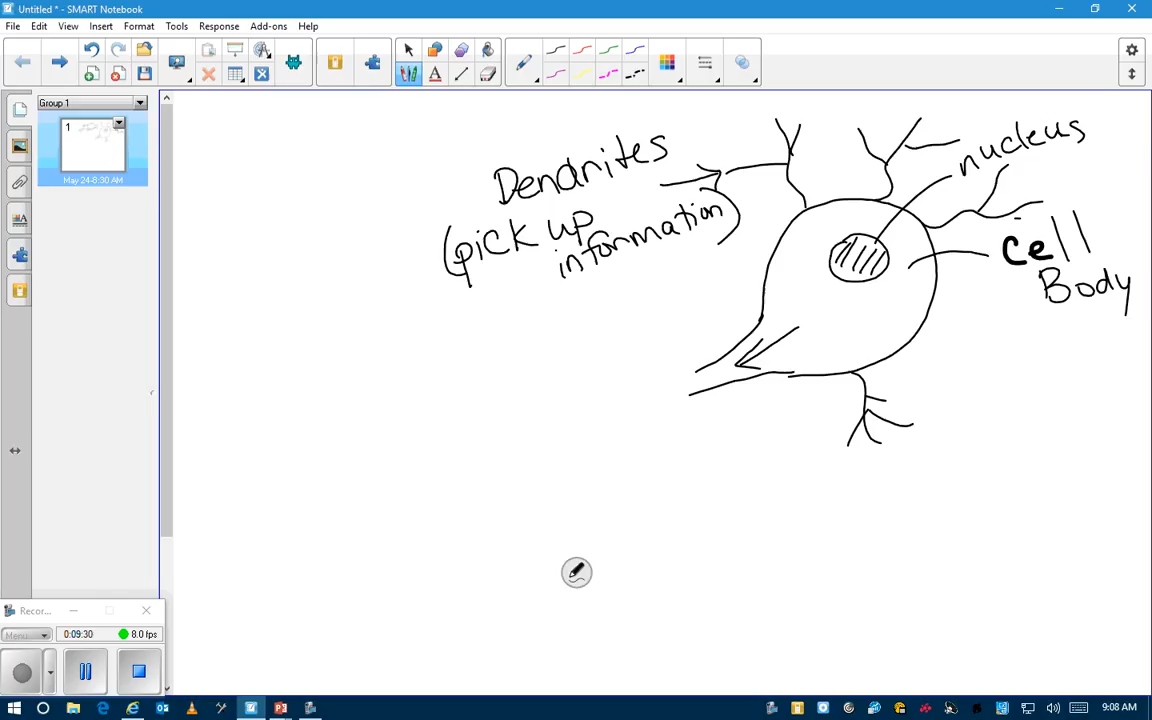 Untitled * - SMART Notebook
File Edit View Insert Format Tools Response Add-ons Help
Group 1
1
May 24-8:30 AM
Dendrites
(pick up
information)
nucleus
cell
Body
Recor...
Menu
0:09:30
8.0 fps
9:08 AM